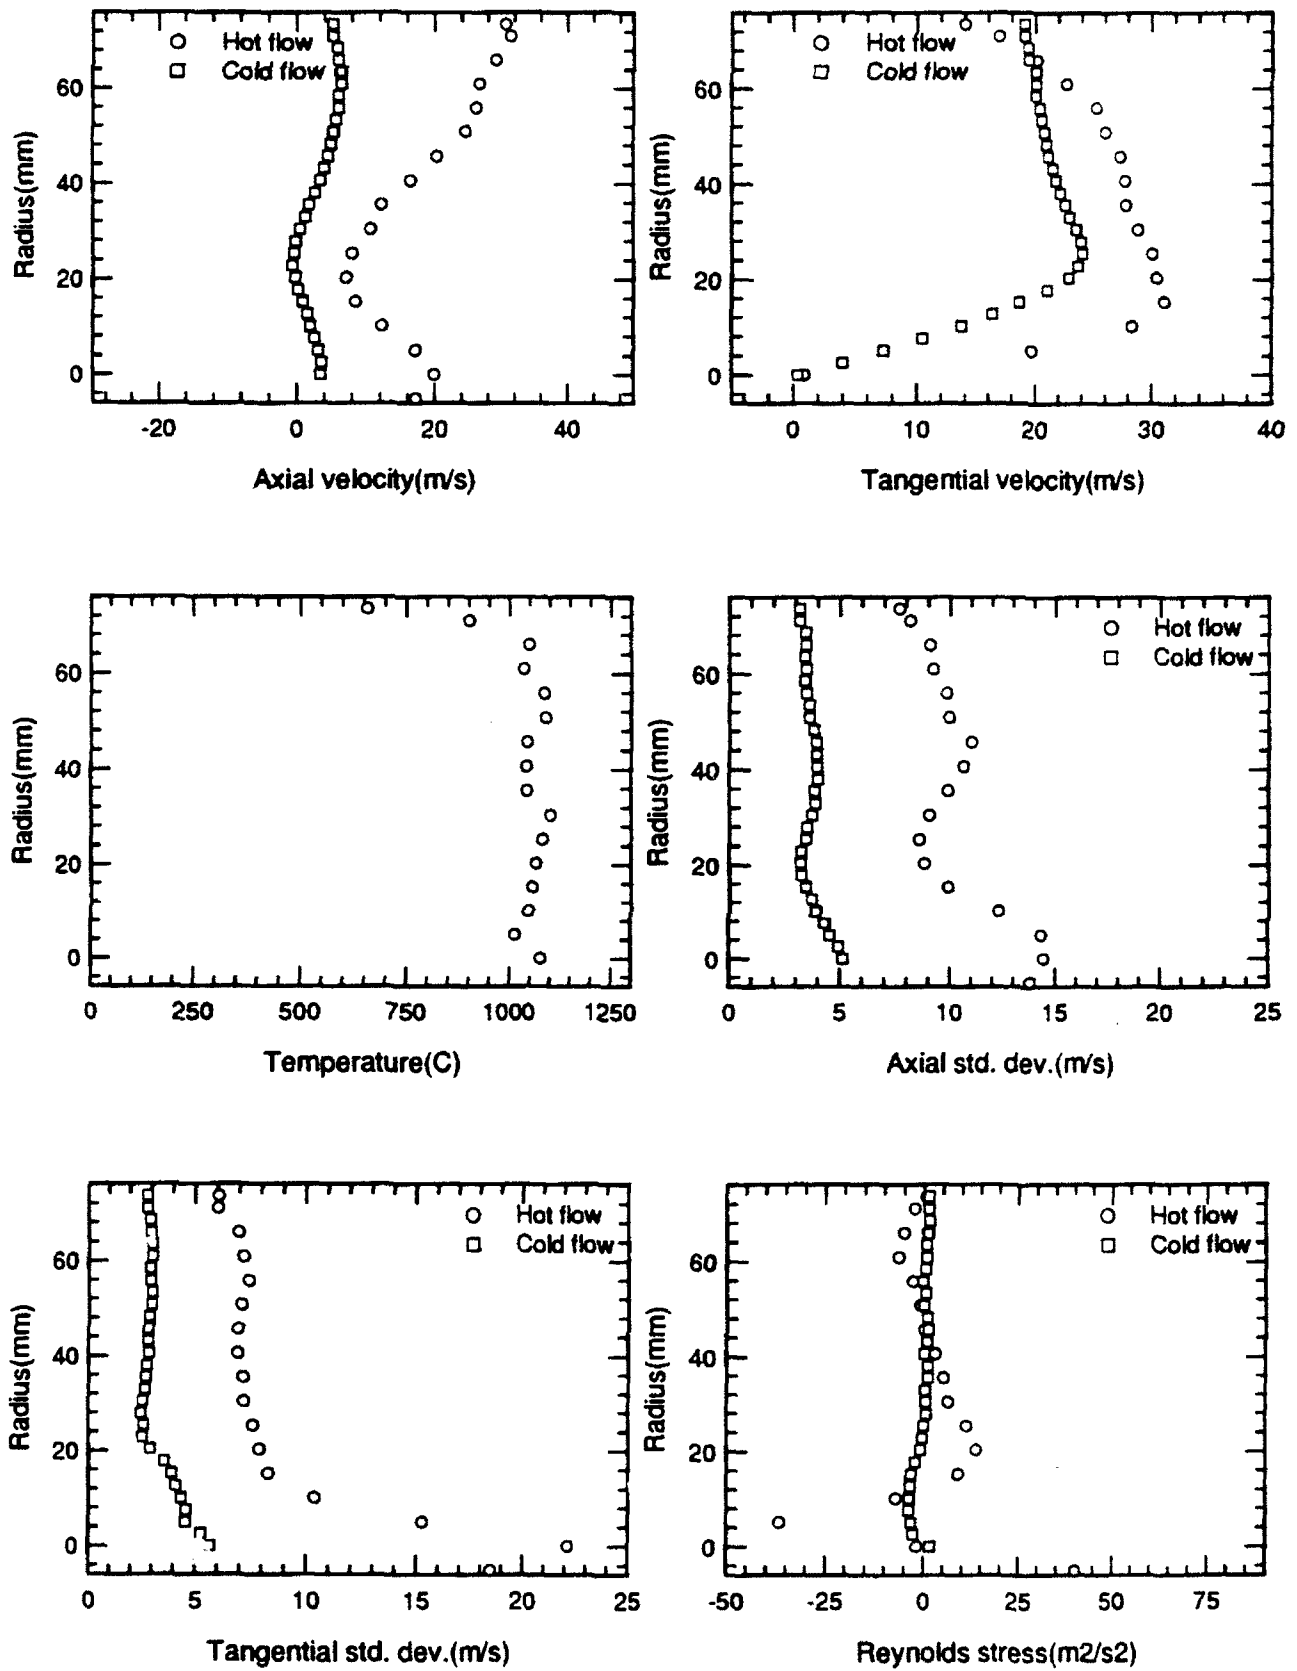 Hot flow
Cold flow
60
40
20
0
Radius(mm)
-20 0 20 40
Axial velocity(m/s)
Hot flow
Cold flow
60
40
20
0
Radius(mm)
0 10 20 30 40
Tangential velocity(m/s)
60
40
20
0
Radius(mm)
0 250 500 750 1000 1250
Temperature(C)
Hot flow
Cold flow
60
40
20
0
Radius(mm)
0 5 10 15 20 25
Axial std. dev.(m/s)
Hot flow
Cold flow
60
40
20
0
Radius(mm)
0 5 10 15 20 25
Tangential std. dev.(m/s)
Hot flow
Cold flow
60
40
20
0
Radius(mm)
-50 -25 0 25 50 75
Reynolds stress(m2/s2)